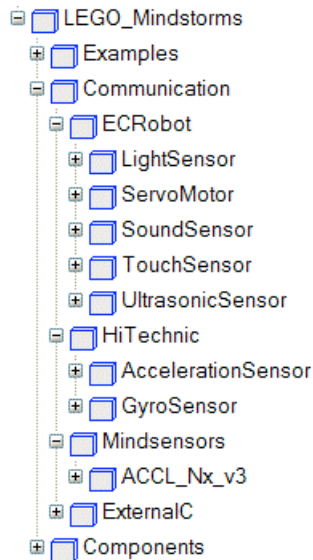 LEGO_Mindstorms
Examples
Communication
ECRobot
LightSensor
ServoMotor
SoundSensor
TouchSensor
UltrasonicSensor
HiTechnic
AccelerationSensor
GyroSensor
Mindsensors
ACCL_Nx_v3
ExternalC
Components